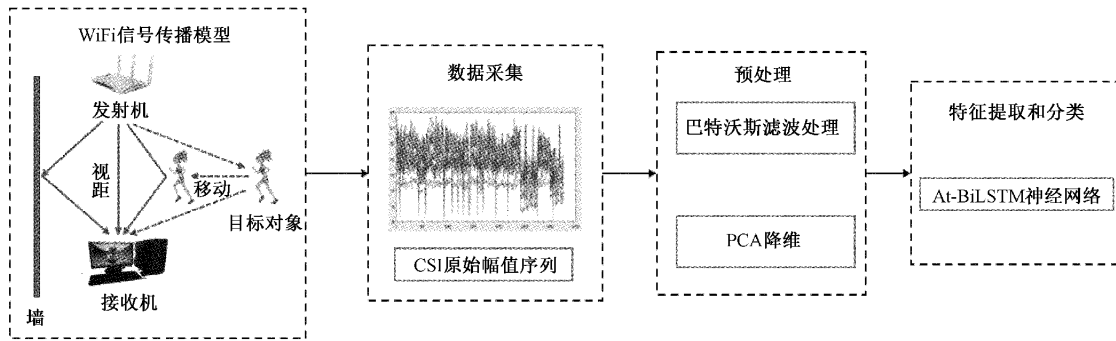 WiFi信号传播模型
发射机
视距
移动
目标对象
接收机
墙
数据采集
CSI原始幅值序列
预处理
巴特沃斯滤波处理
PCA降维
特征提取和分类
At-BiLSTM神经网络